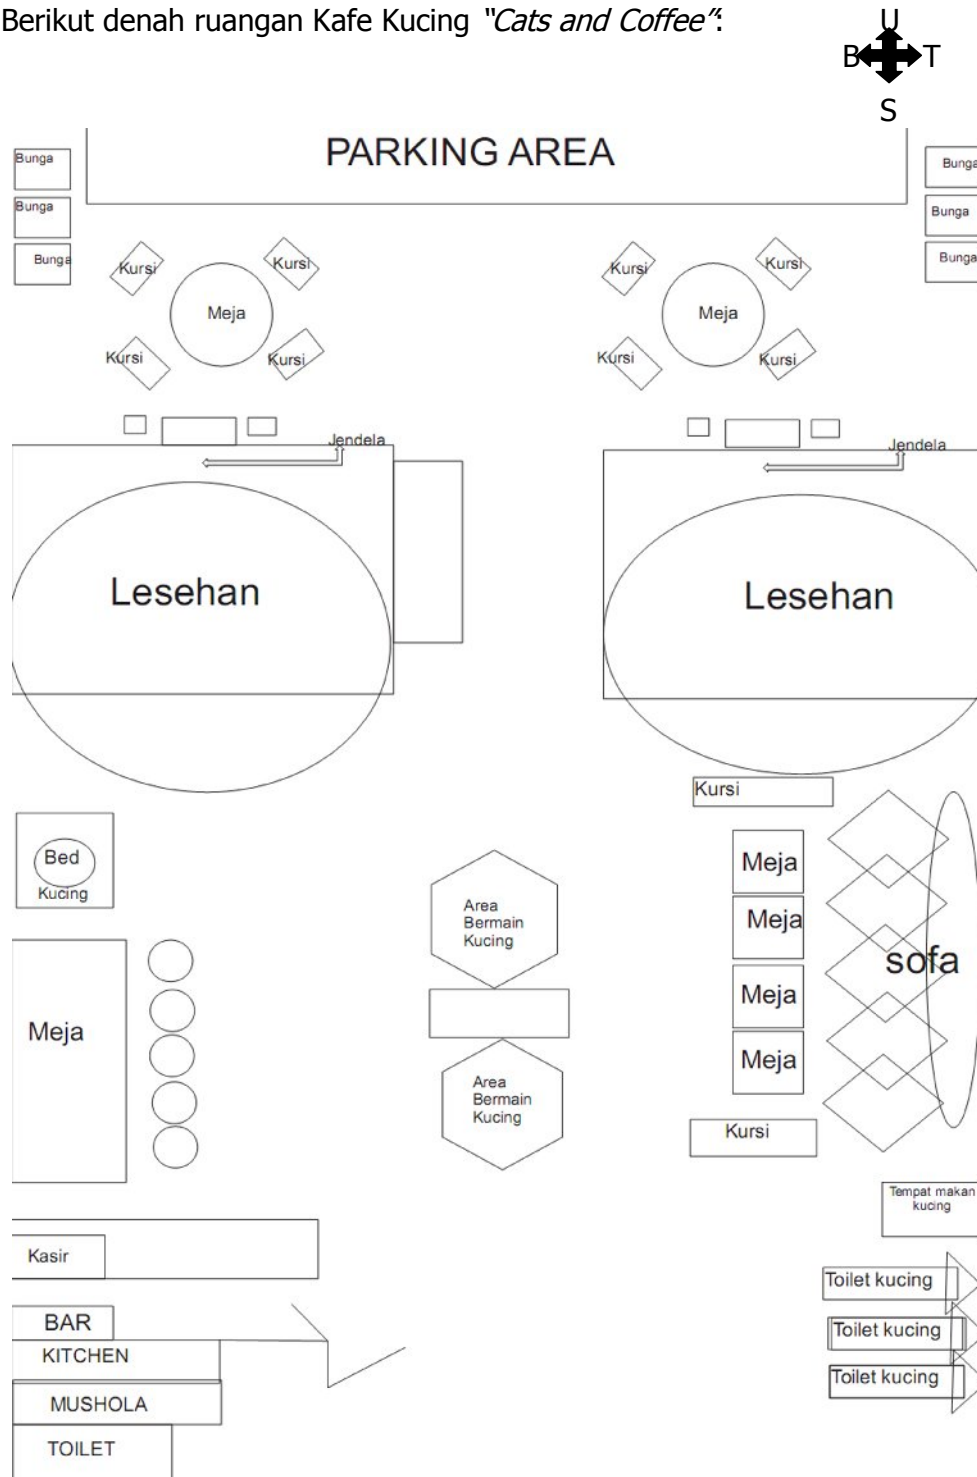 Berikut denah ruangan Kafe Kucing “Cats and Coffee”:
U
B T
S
PARKING AREA
Bunga
Bunga
Bunga
Bunga
Bunga
Bunga
Kursi
Kursi
Meja
Kursi
Kursi
Kursi
Kursi
Meja
Kursi
Kursi
Jendela
Jendela
Lesehan
Lesehan
Kursi
Bed
Kucing
Meja
Meja
Meja
Meja
sofa
Area
Bermain
Kucing
Meja
Area
Bermain
Kucing
Kursi
Tempat makan
kucing
Kasir
Toilet kucing
Toilet kucing
Toilet kucing
BAR
KITCHEN
MUSHOLA
TOILET